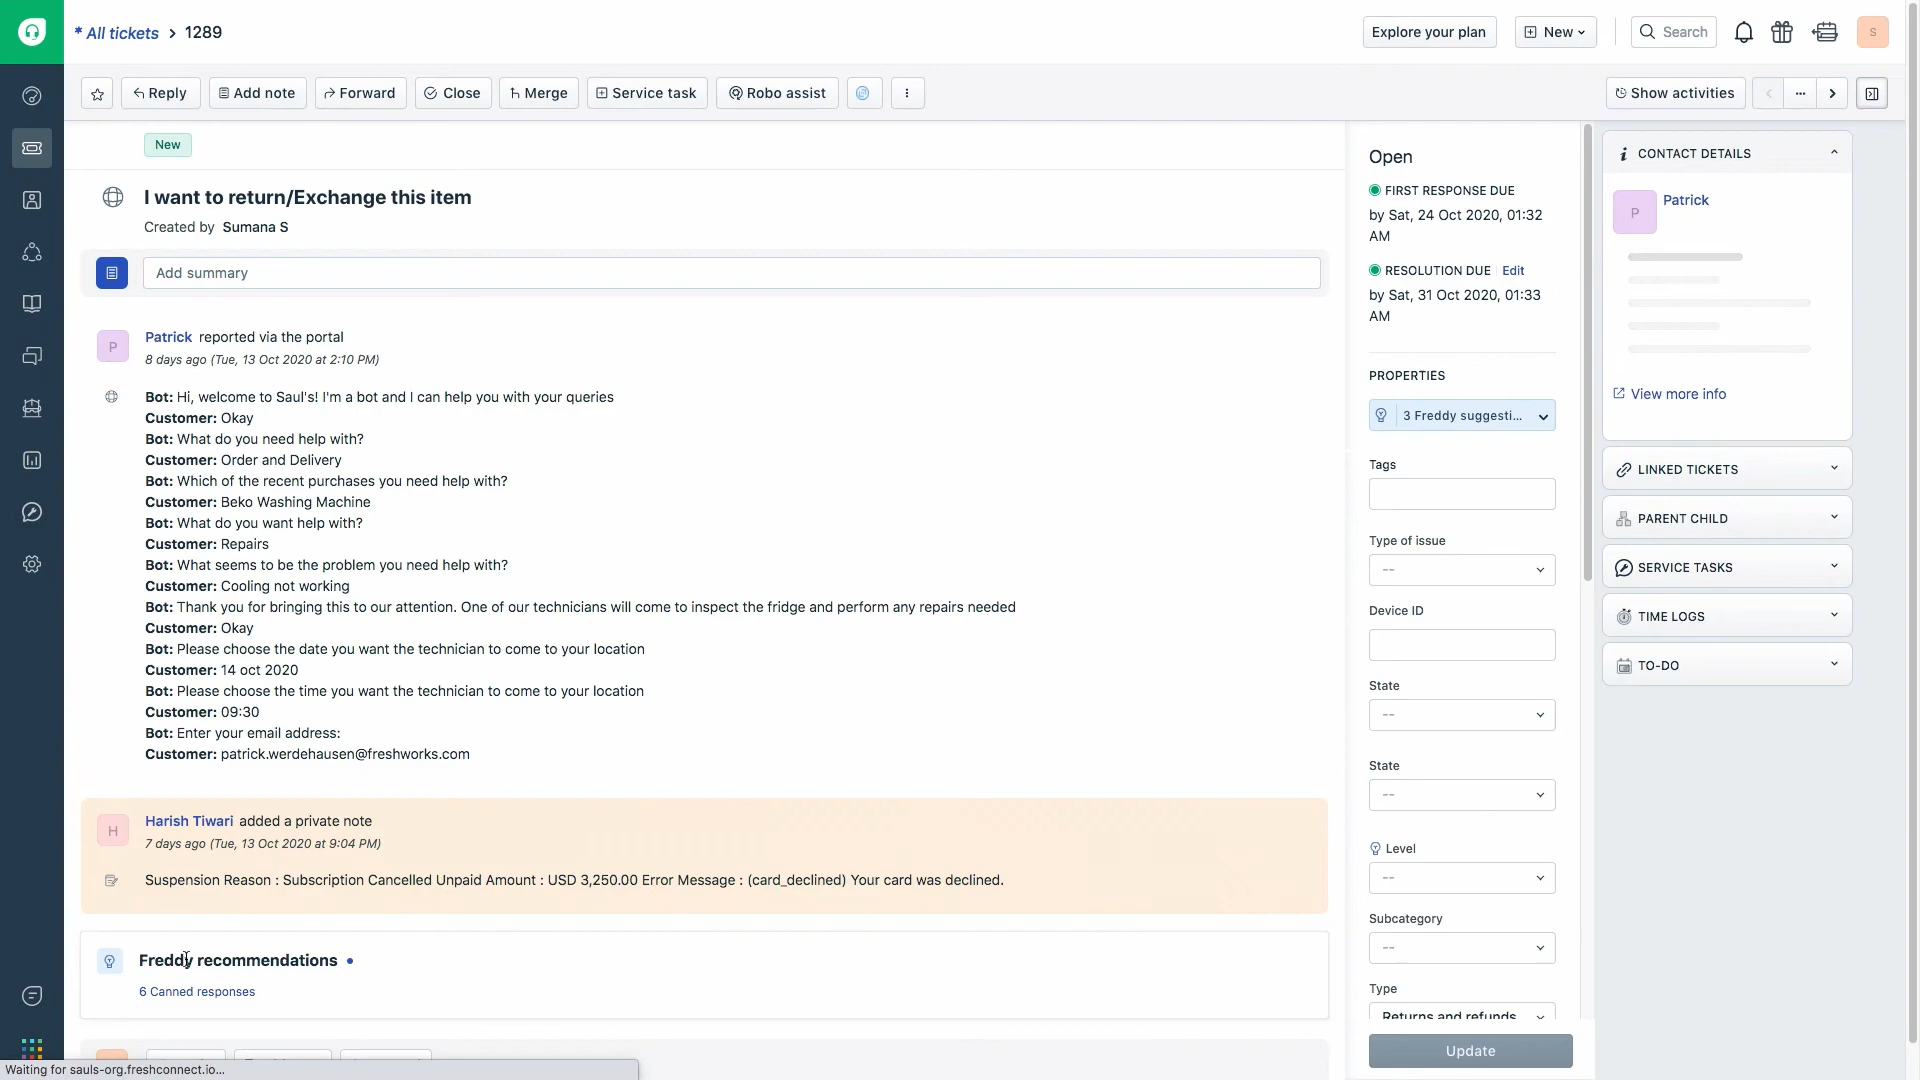 * All tickets > 1289
Explore your plan
New
Search
S
Reply
Add note
Forward
Close
Merge
Service task
Robo assist
Show activities
New
I want to return/Exchange this item
Created by Sumana S
Add summary
P
Patrick reported via the portal
8 days ago (Tue, 13 Oct 2020 at 2:10 PM)
Bot: Hi, welcome to Saul's! I'm a bot and I can help you with your queries
Customer: Okay
Bot: What do you need help with?
Customer: Order and Delivery
Bot: Which of the recent purchases you need help with?
Customer: Beko Washing Machine
Bot: What do you want help with?
Customer: Repairs
Bot: What seems to be the problem you need help with?
Customer: Cooling not working
Bot: Thank you for bringing this to our attention. One of our technicians will come to inspect the fridge and perform any repairs needed
Customer: Okay
Bot: Please choose the date you want the technician to come to your location
Customer: 14 oct 2020
Bot: Please choose the time you want the technician to come to your location
Customer: 09:30
Bot: Enter your email address:
Customer: patrick.werdehausen@freshworks.com
H
Harish Tiwari added a private note
7 days ago (Tue, 13 Oct 2020 at 9:04 PM)
Suspension Reason : Subscription Cancelled Unpaid Amount : USD 3,250.00 Error Message : (card_declined) Your card was declined.
Freddy recommendations
6 Canned responses
Waiting for sauls-org.freshconnect.io...
Open
FIRST RESPONSE DUE
by Sat, 24 Oct 2020, 01:32
AM
RESOLUTION DUE Edit
by Sat, 31 Oct 2020, 01:33
AM
PROPERTIES
3 Freddy suggesti...
Tags
Type of issue
--
Device ID
State
--
State
--
Level
--
Subcategory
--
Type
Returns and refunds
Update
CONTACT DETAILS
P
Patrick
View more info
LINKED TICKETS
PARENT CHILD
SERVICE TASKS
TIME LOGS
TO-DO